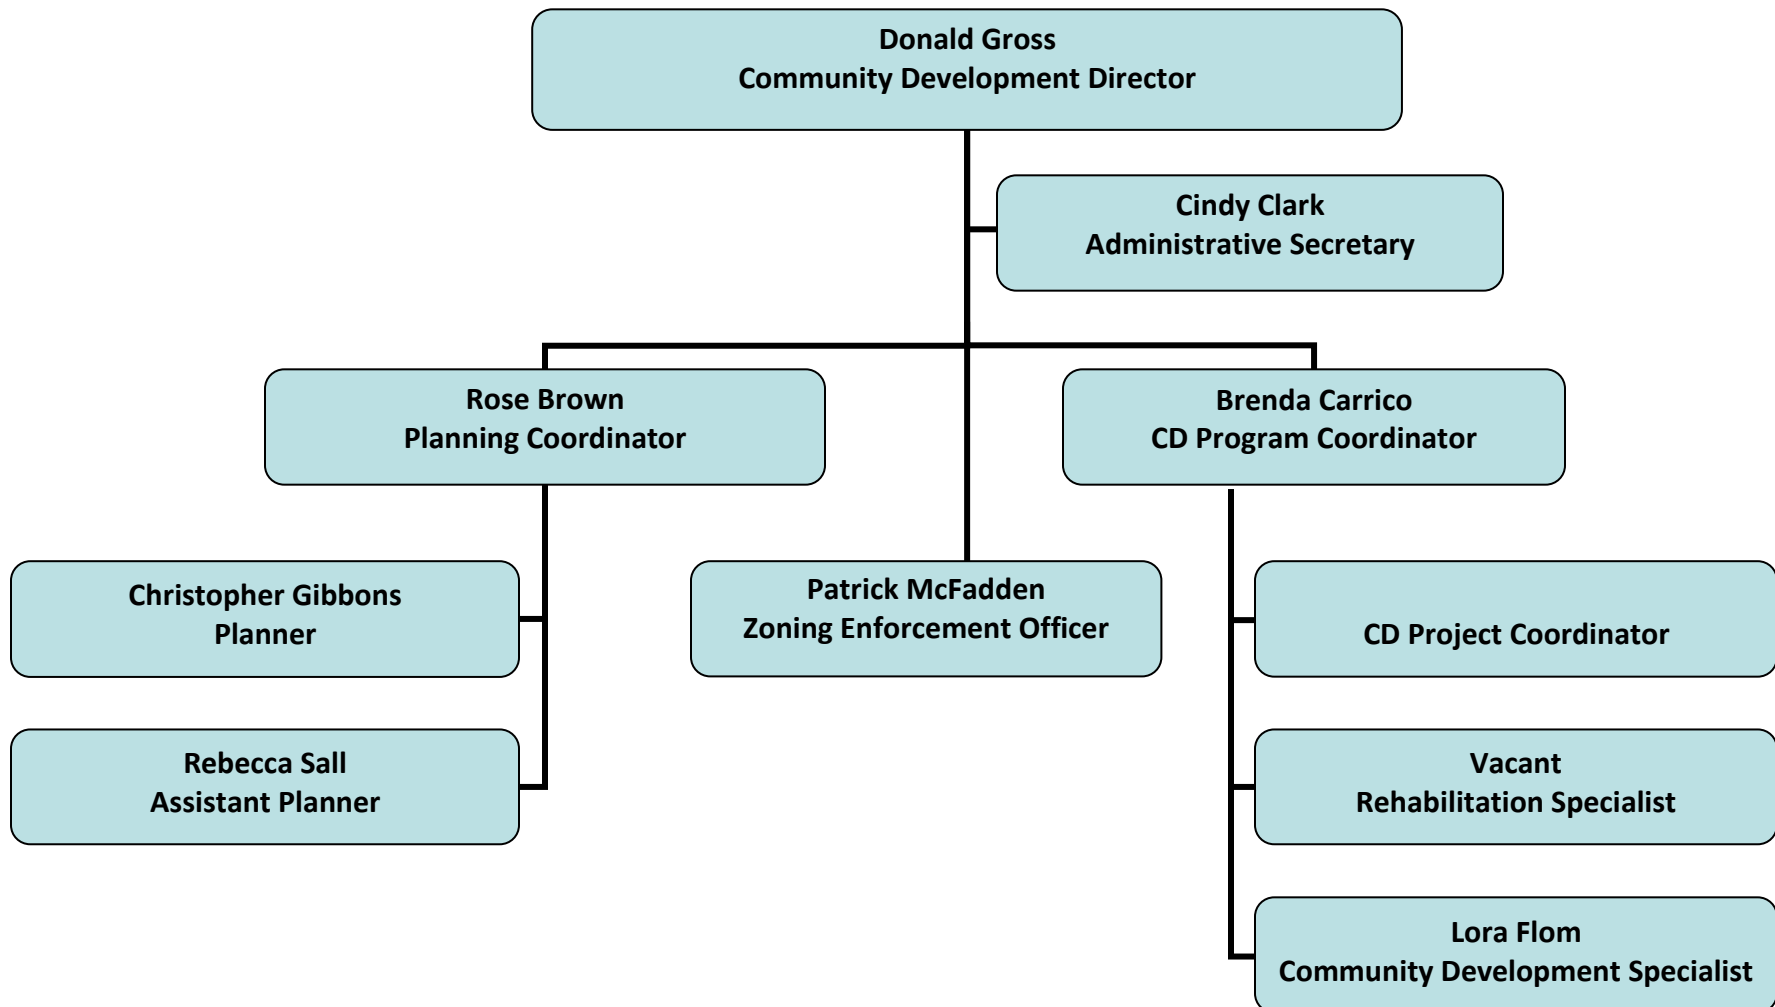 Donald Gross
Community Development Director
Cindy Clark
Administrative Secretary
Rose Brown
Planning Coordinator
Brenda Carrico
CD Program Coordinator
Christopher Gibbons
Planner
Patrick McFadden
Zoning Enforcement Officer
CD Project Coordinator
Rebecca Sall
Assistant Planner
Vacant
Rehabilitation Specialist
Lora Flom
Community Development Specialist